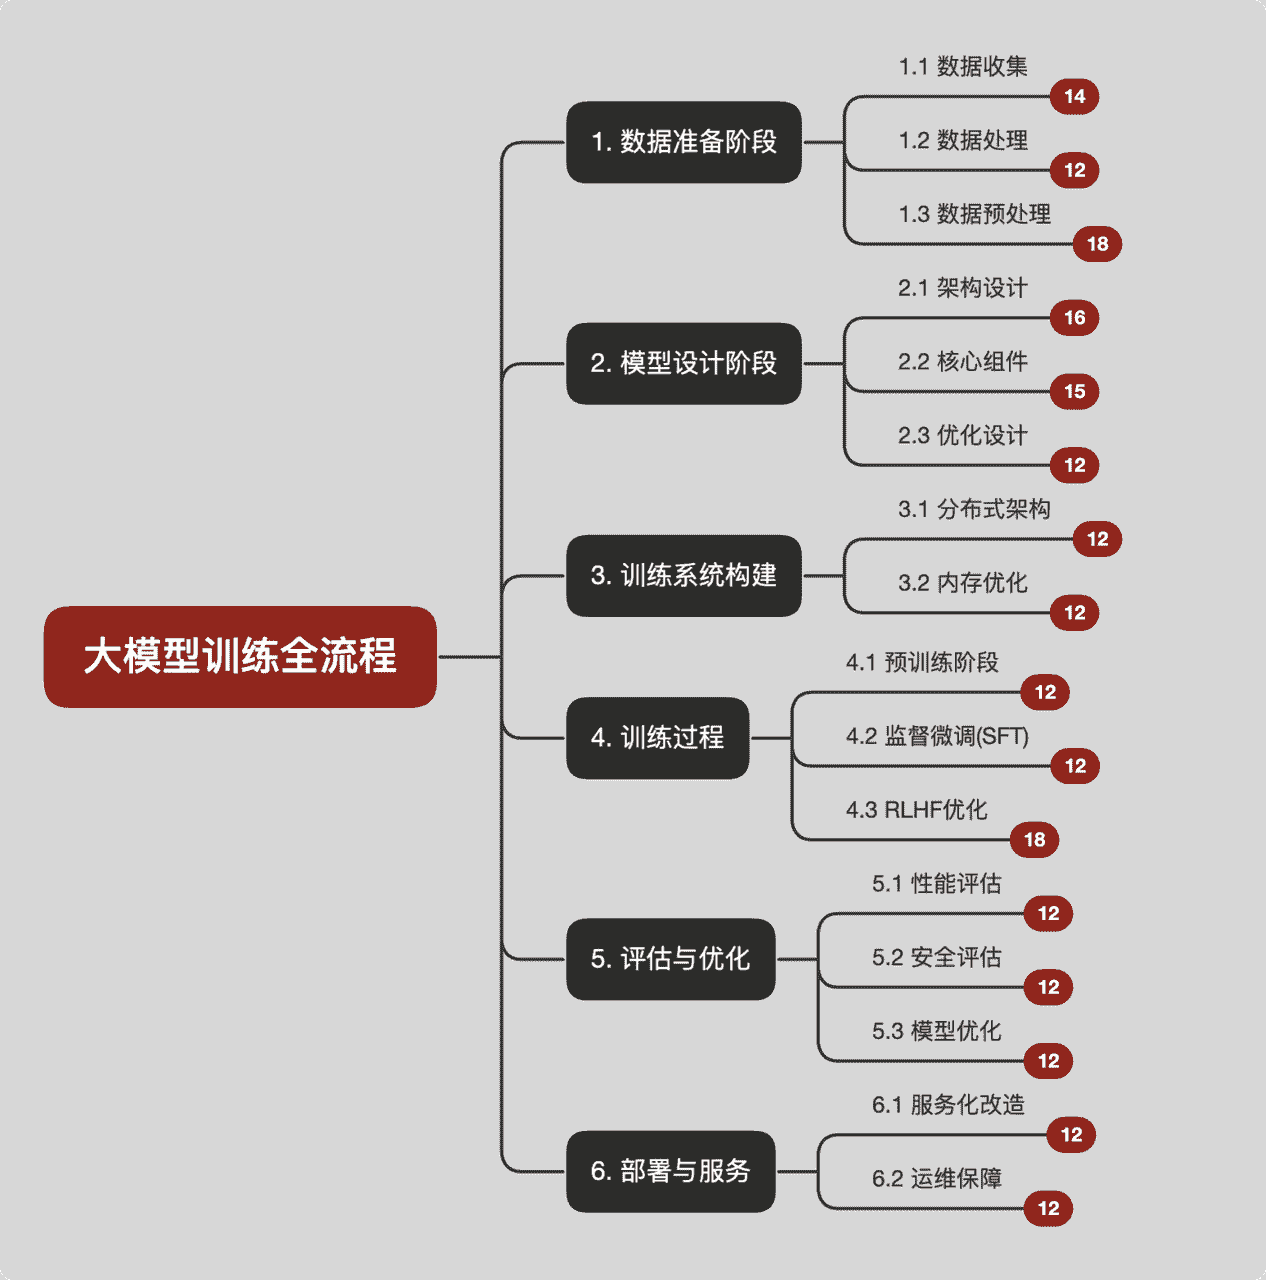 大模型训练全流程
1. 数据准备阶段
1.1 数据收集
14
1.2 数据处理
12
1.3 数据预处理
18
2. 模型设计阶段
2.1 架构设计
16
2.2 核心组件
15
2.3 优化设计
12
3. 训练系统构建
3.1 分布式架构
12
3.2 内存优化
12
4. 训练过程
4.1 预训练阶段
12
4.2 监督微调(SFT)
12
4.3 RLHF优化
18
5. 评估与优化
5.1 性能评估
12
5.2 安全评估
12
5.3 模型优化
12
6. 部署与服务
6.1 服务化改造
12
6.2 运维保障
12